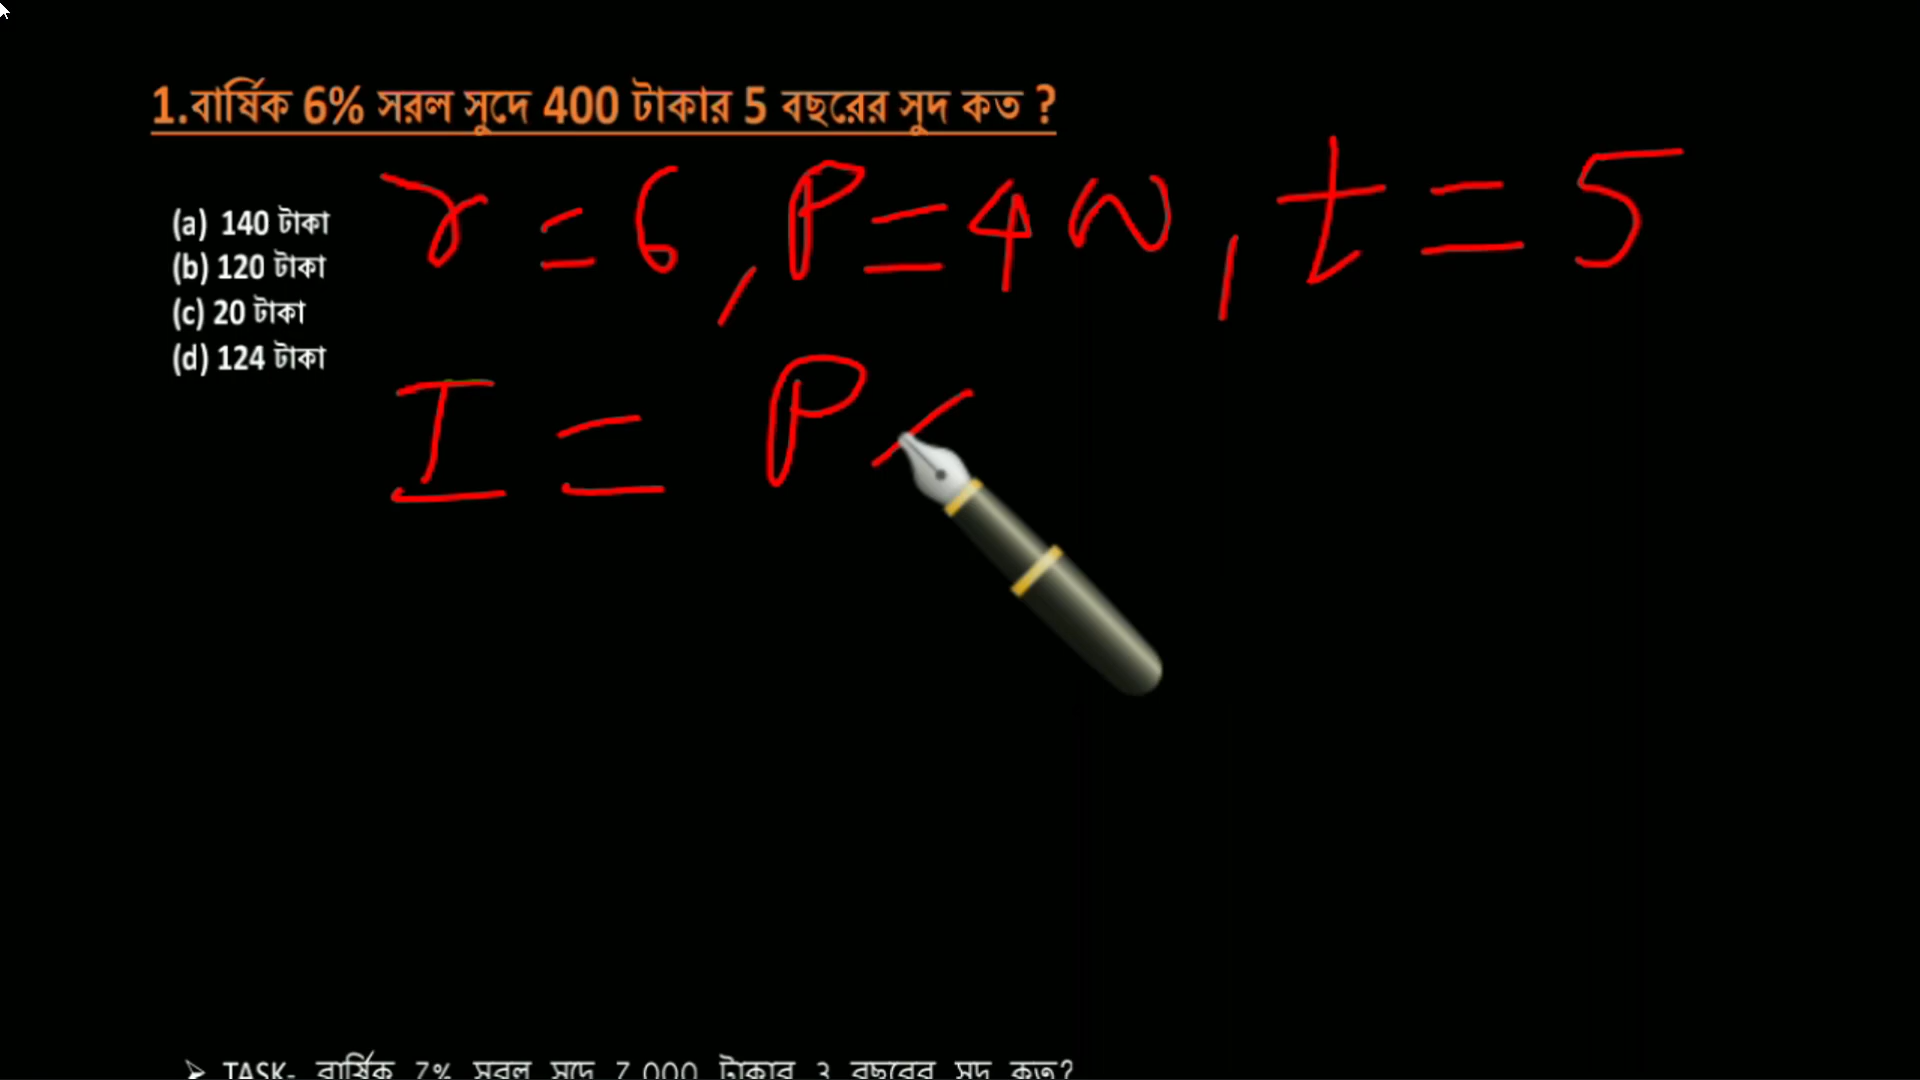 1.বার্ষিক 6% সরল সুদে 400 টাকার 5 বছরের সুদ কত ?
r = 6, P = 400, t = 5
(a) 140 টাকা
(b) 120 টাকা
(c) 20 টাকা
(d) 124 টাকা
I = P
➢ TASK- বার্ষিক 7% সরল সুদে 7,000 টাকার 3 বছরের সুদ কত?